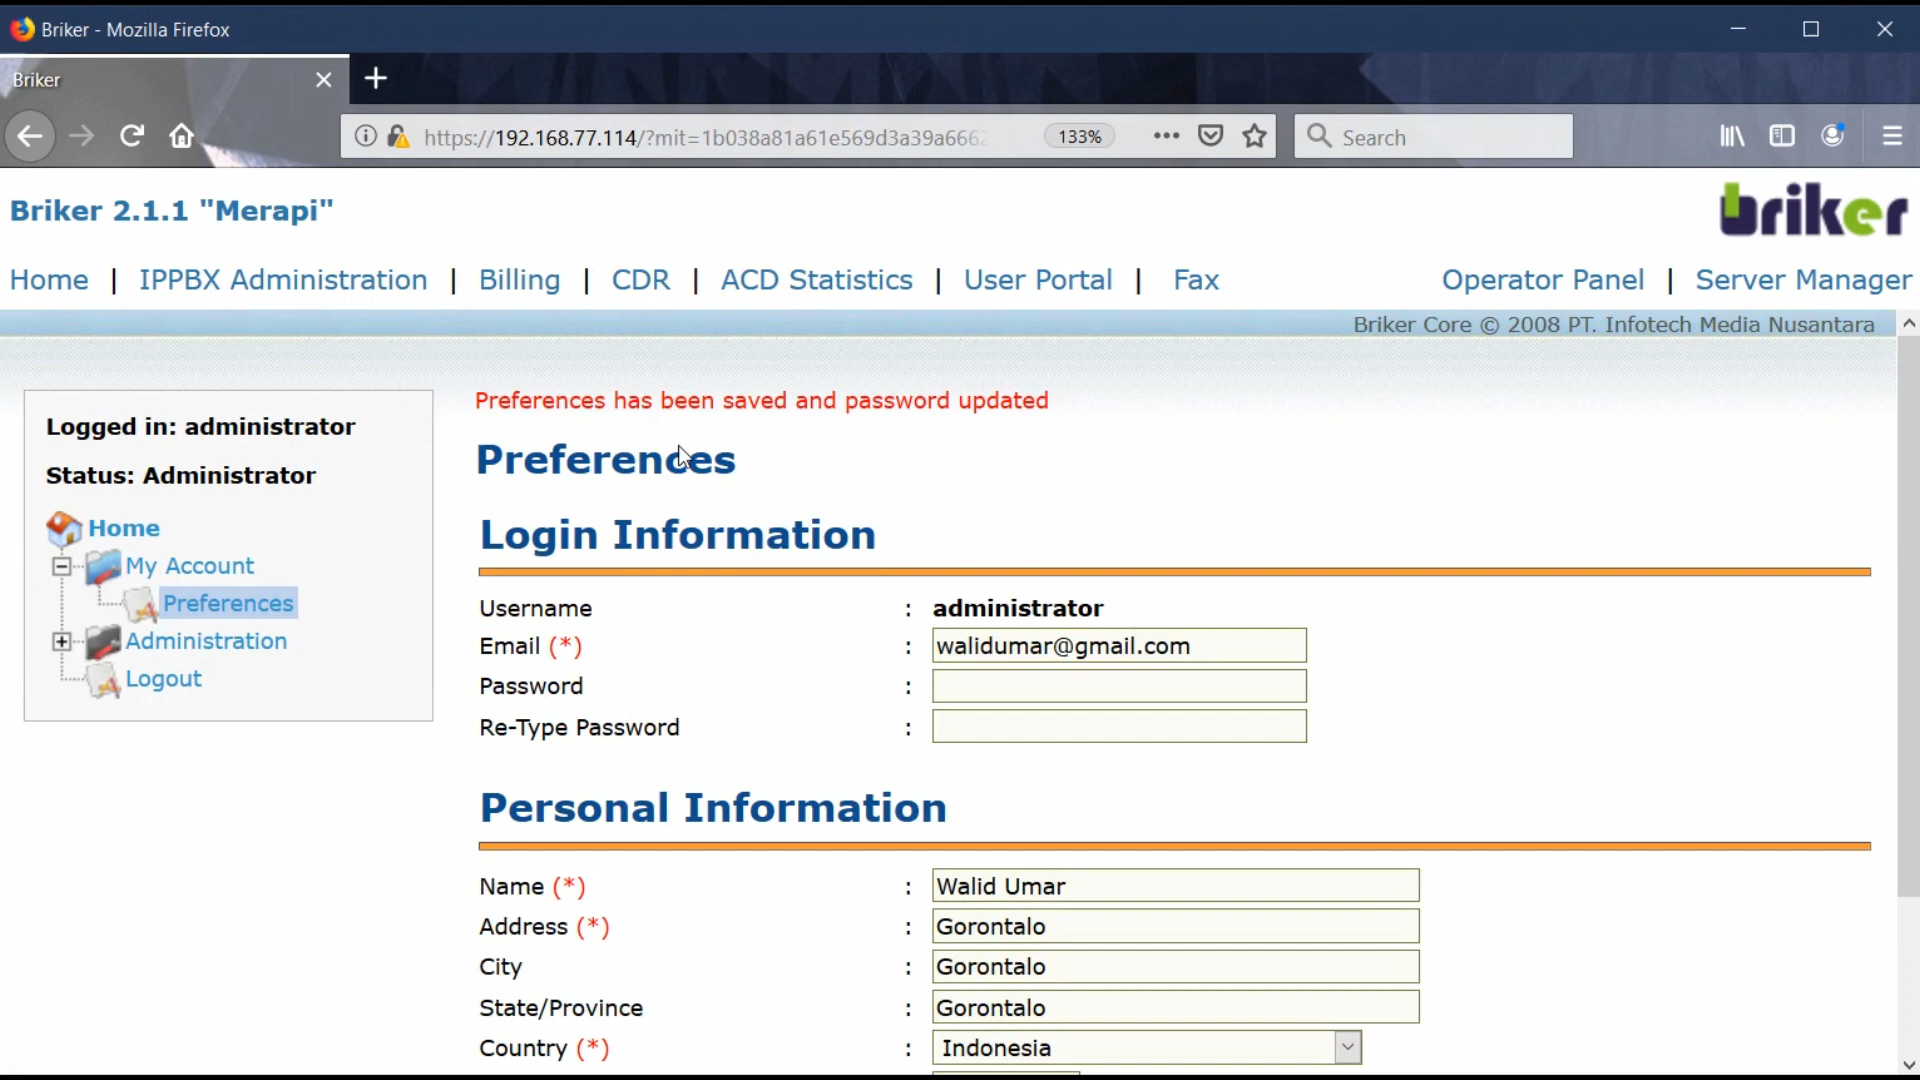 Briker - Mozilla Firefox
Briker
https://192.168.77.114/?mit=1b038a81a61e569d3a39a6662
133%
Search
Briker 2.1.1 "Merapi"
briker
Home | IPPBX Administration | Billing | CDR | ACD Statistics | User Portal | Fax
Operator Panel | Server Manager
Briker Core © 2008 PT. Infotech Media Nusantara
Logged in: administrator
Status: Administrator
Home
My Account
Preferences
Administration
Logout
Preferences has been saved and password updated
Preferences
Login Information
Username : administrator
Email (*) : walidumar@gmail.com
Password :
Re-Type Password :
Personal Information
Name (*) : Walid Umar
Address (*) : Gorontalo
City : Gorontalo
State/Province : Gorontalo
Country (*) : Indonesia